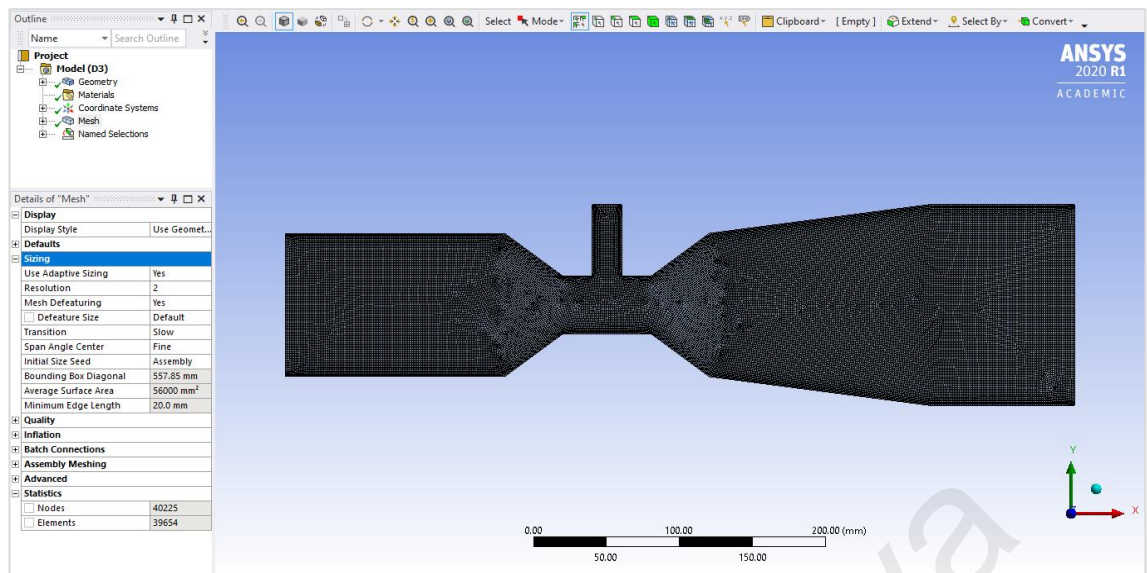 Outline
Name Search Outline
Project
Model (D3)
Geometry
Materials
Coordinate Systems
Mesh
Named Selections
Details of "Mesh"
Display
Display Style Use Geomet...
Defaults
Sizing
Use Adaptive Sizing Yes
Resolution 2
Mesh Defeaturing Yes
Defeature Size Default
Transition Slow
Span Angle Center Fine
Initial Size Seed Assembly
Bounding Box Diagonal 557.85 mm
Average Surface Area 56000 mm²
Minimum Edge Length 20.0 mm
Quality
Inflation
Batch Connections
Assembly Meshing
Advanced
Statistics
Nodes 40225
Elements 39654
Select Mode Clipboard [ Empty ] Extend Select By Convert
ANSYS
2020 R1
ACADEMIC
Y
X
0.00 100.00 200.00 (mm)
50.00 150.00